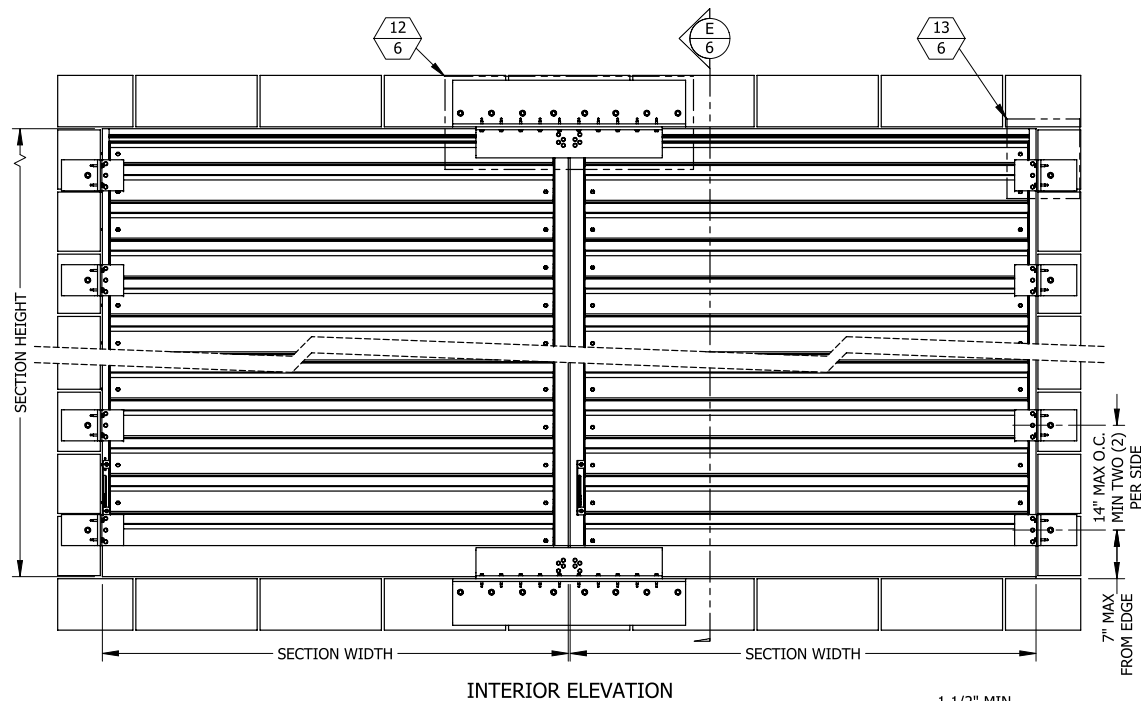 12
6
E
6
13
6
SECTION HEIGHT
14" MAX O.C.
MIN TWO (2)
PER SIDE
7" MAX
FROM EDGE
SECTION WIDTH
SECTION WIDTH
INTERIOR ELEVATION
1 1/2" MIN